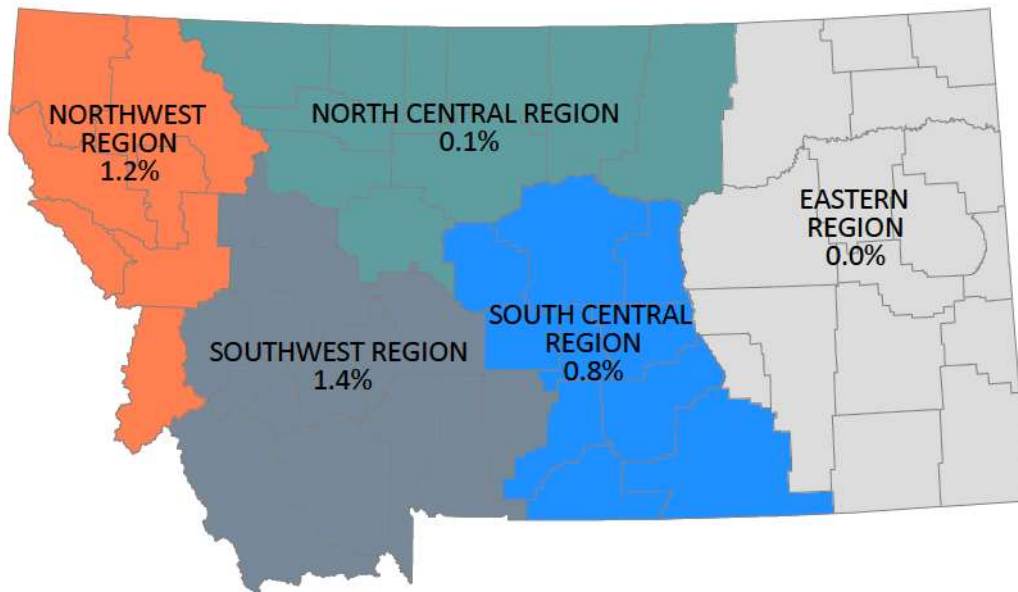 NORTHWEST
REGION
1.2%
NORTH CENTRAL REGION
0.1%
EASTERN
REGION
0.0%
SOUTHWEST REGION
1.4%
SOUTH CENTRAL
REGION
0.8%